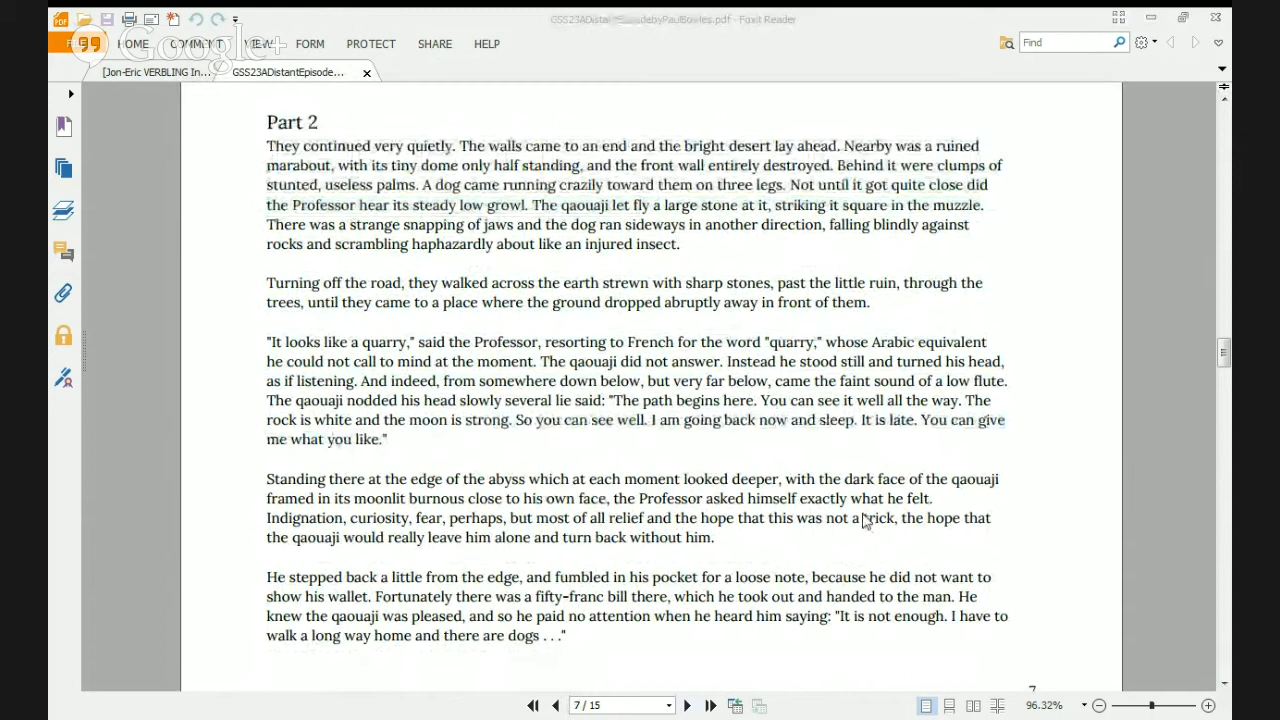 GSS23ADistantEpisodebyPaulBowles.pdf - Foxit Reader
Google+
HOME COMMENT VIEW FORM PROTECT SHARE HELP
Find
[Jon-Eric VERBLING In...
GSS23ADistantEpisode...
Part 2
They continued very quietly. The walls came to an end and the bright desert lay ahead. Nearby was a ruined
marabout, with its tiny dome only half standing, and the front wall entirely destroyed. Behind it were clumps of
stunted, useless palms. A dog came running crazily toward them on three legs. Not until it got quite close did
the Professor hear its steady low growl. The qaouaji let fly a large stone at it, striking it square in the muzzle.
There was a strange snapping of jaws and the dog ran sideways in another direction, falling blindly against
rocks and scrambling haphazardly about like an injured insect.
Turning off the road, they walked across the earth strewn with sharp stones, past the little ruin, through the
trees, until they came to a place where the ground dropped abruptly away in front of them.
"It looks like a quarry," said the Professor, resorting to French for the word "quarry," whose Arabic equivalent
he could not call to mind at the moment. The qaouaji did not answer. Instead he stood still and turned his head,
as if listening. And indeed, from somewhere down below, but very far below, came the faint sound of a low flute.
The qaouaji nodded his head slowly several lie said: "The path begins here. You can see it well all the way. The
rock is white and the moon is strong. So you can see well. I am going back now and sleep. It is late. You can give
me what you like."
Standing there at the edge of the abyss which at each moment looked deeper, with the dark face of the qaouaji
framed in its moonlit burnous close to his own face, the Professor asked himself exactly what he felt.
Indignation, curiosity, fear, perhaps, but most of all relief and the hope that this was not a trick, the hope that
the qaouaji would really leave him alone and turn back without him.
He stepped back a little from the edge, and fumbled in his pocket for a loose note, because he did not want to
show his wallet. Fortunately there was a fifty-franc bill there, which he took out and handed to the man. He
knew the qaouaji was pleased, and so he paid no attention when he heard him saying: "It is not enough. I have to
walk a long way home and there are dogs . . ."
7
7 / 15
96.32%